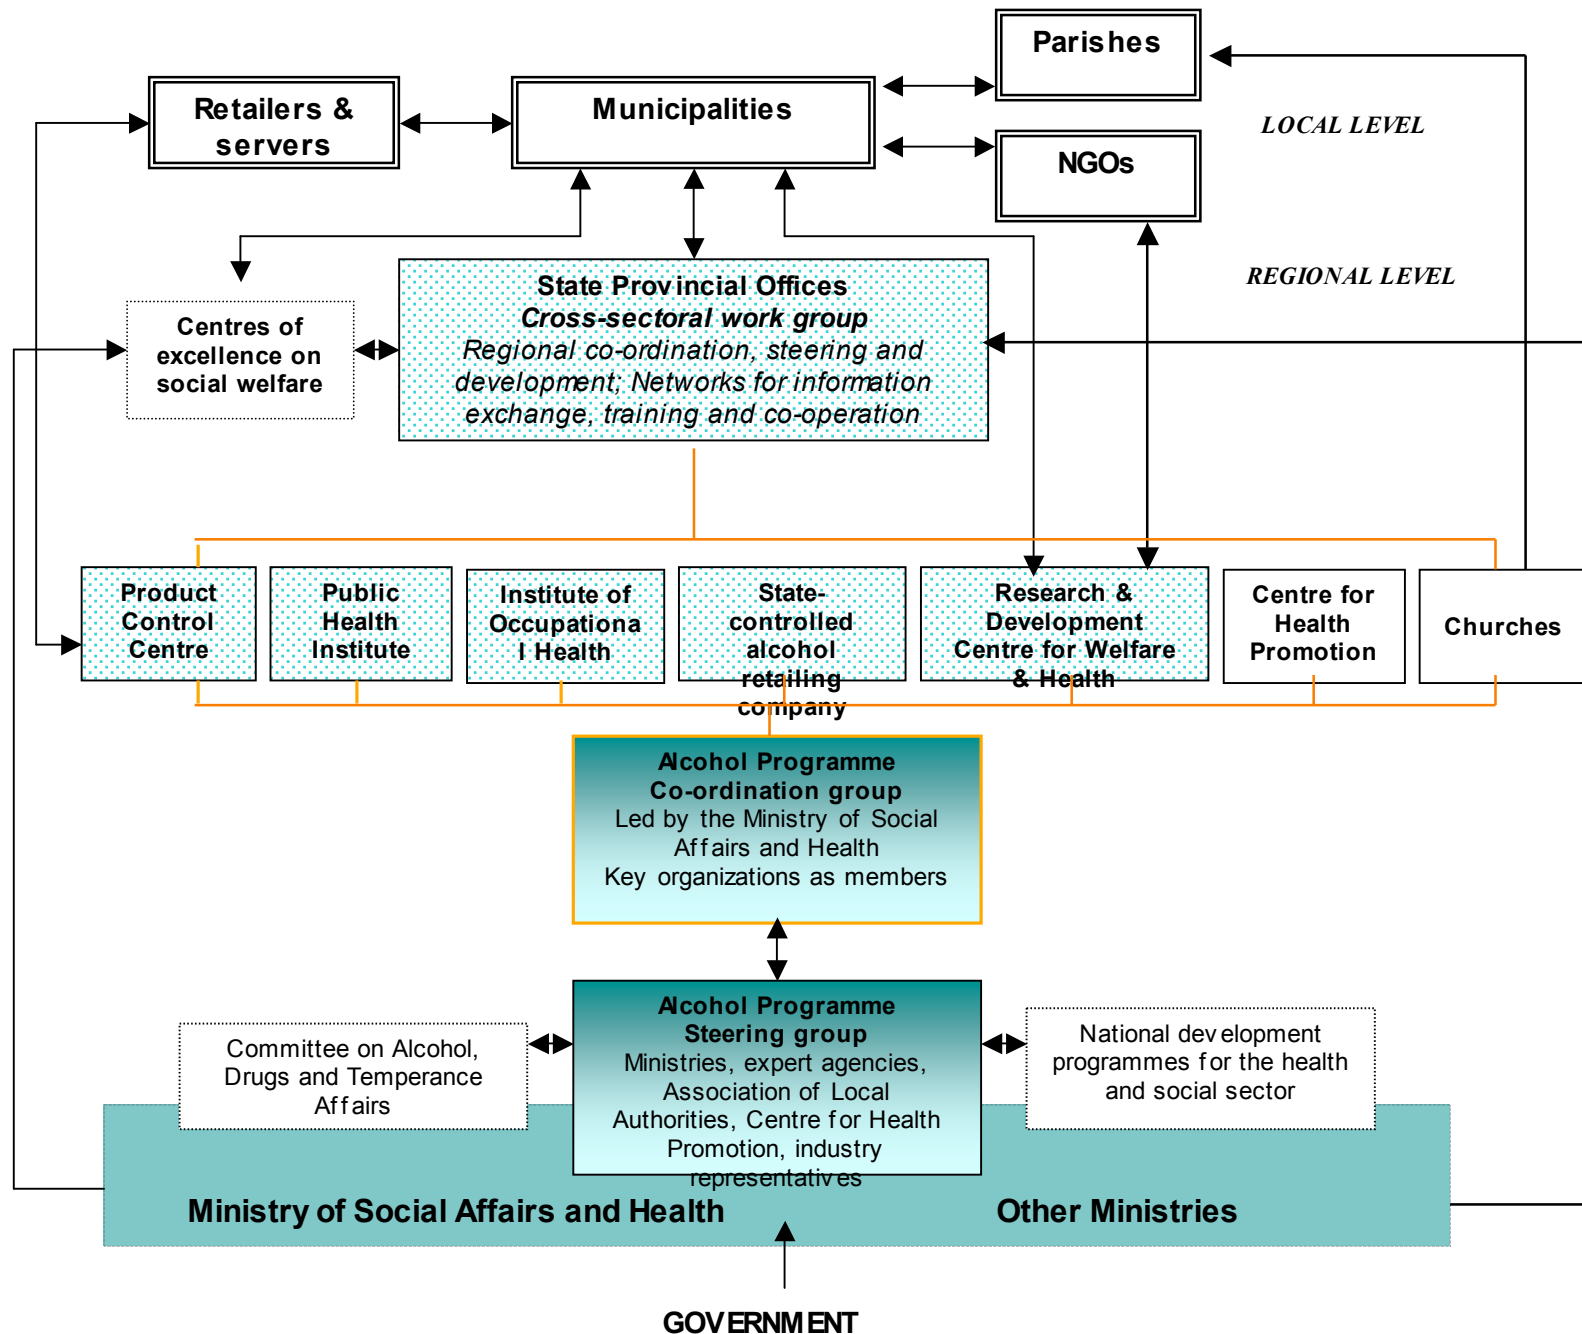 Parishes
Retailers &
servers
Municipalities
LOCAL LEVEL
NGOs
REGIONAL LEVEL
State Provincial Offices
Cross-sectoral work group
Regional co-ordination, steering and
development; Networks for information
exchange, training and co-operation
Centres of
excellence on
social welfare
Product
Control
Centre
Public
Health
Institute
Institute of
Occupationa
l Health
State-
controlled
alcohol
retailing
company
Research &
Development
Centre for Welfare
& Health
Centre for
Health
Promotion
Churches
Alcohol Programme
Co-ordination group
Led by the Ministry of Social
Affairs and Health
Key organizations as members
Alcohol Programme
Steering group
Ministries, expert agencies,
Association of Local
Authorities, Centre for Health
Promotion, industry
representatives
Committee on Alcohol,
Drugs and Temperance
Affairs
National development
programmes for the health
and social sector
Ministry of Social Affairs and Health
Other Ministries
GOVERNMENT